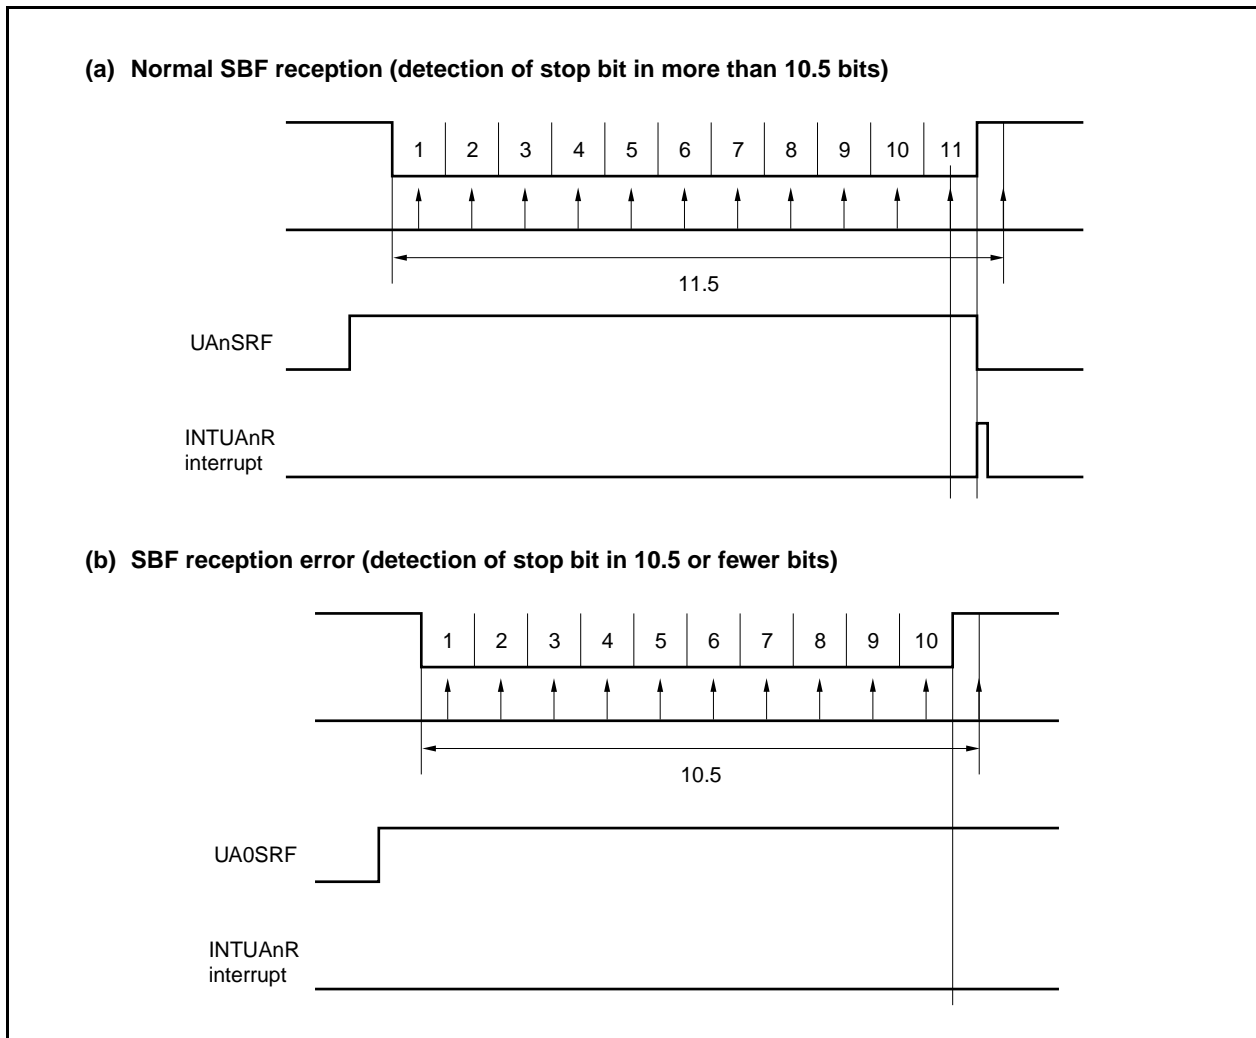 (a) Normal SBF reception (detection of stop bit in more than 10.5 bits)
1 2 3 4 5 6 7 8 9 10 11
11.5
UAnSRF
INTUAnR
interrupt
(b) SBF reception error (detection of stop bit in 10.5 or fewer bits)
1 2 3 4 5 6 7 8 9 10
10.5
UA0SRF
INTUAnR
interrupt